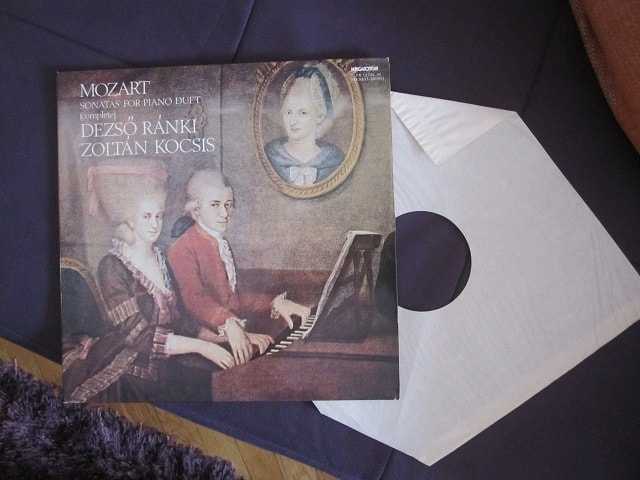 MOZART
SONATAS FOR PIANO DUET
(complete)
DEZSŐ RÁNKI
ZOLTÁN KOCSIS
HUNGAROTON